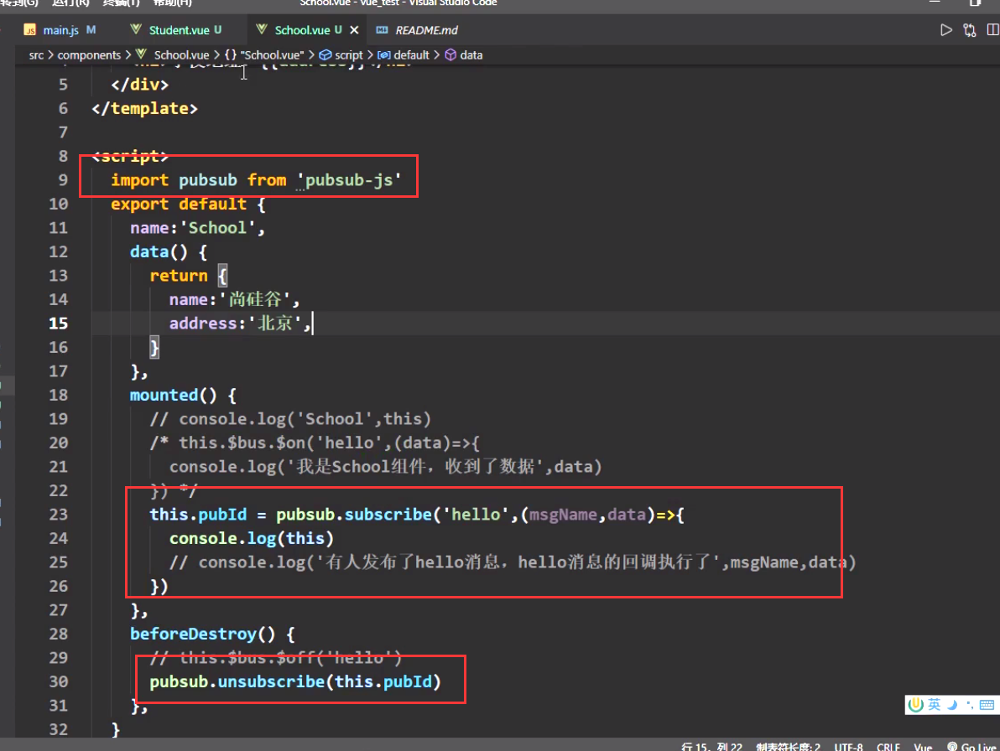 转到(G) 运行(R) 终端(T) 帮助(H) School.vue - vue_test - Visual Studio Code
JS main.js M Student.vue U School.vue U README.md
src > components > School.vue > {} "School.vue" > script > default > data
5 </div>
6 </template>
7
8 <script>
9 import pubsub from 'pubsub-js'
10 export default {
11 name:'School',
12 data() {
13 return {
14 name:'尚硅谷',
15 address:'北京',
16 }
17 },
18 mounted() {
19 // console.log('School',this)
20 /* this.$bus.$on('hello',(data)=>{
21 console.log('我是School组件，收到了数据',data)
22 }) */
23 this.pubId = pubsub.subscribe('hello',(msgName,data)=>{
24 console.log(this)
25 // console.log('有人发布了hello消息，hello消息的回调执行了',msgName,data)
26 })
27 },
28 beforeDestroy() {
29 // this.$bus.$off('hello')
30 pubsub.unsubscribe(this.pubId)
31 },
32 }
英
行 15，列 22 制表符长度: 2 UTF-8 CRLF Vue Go Live